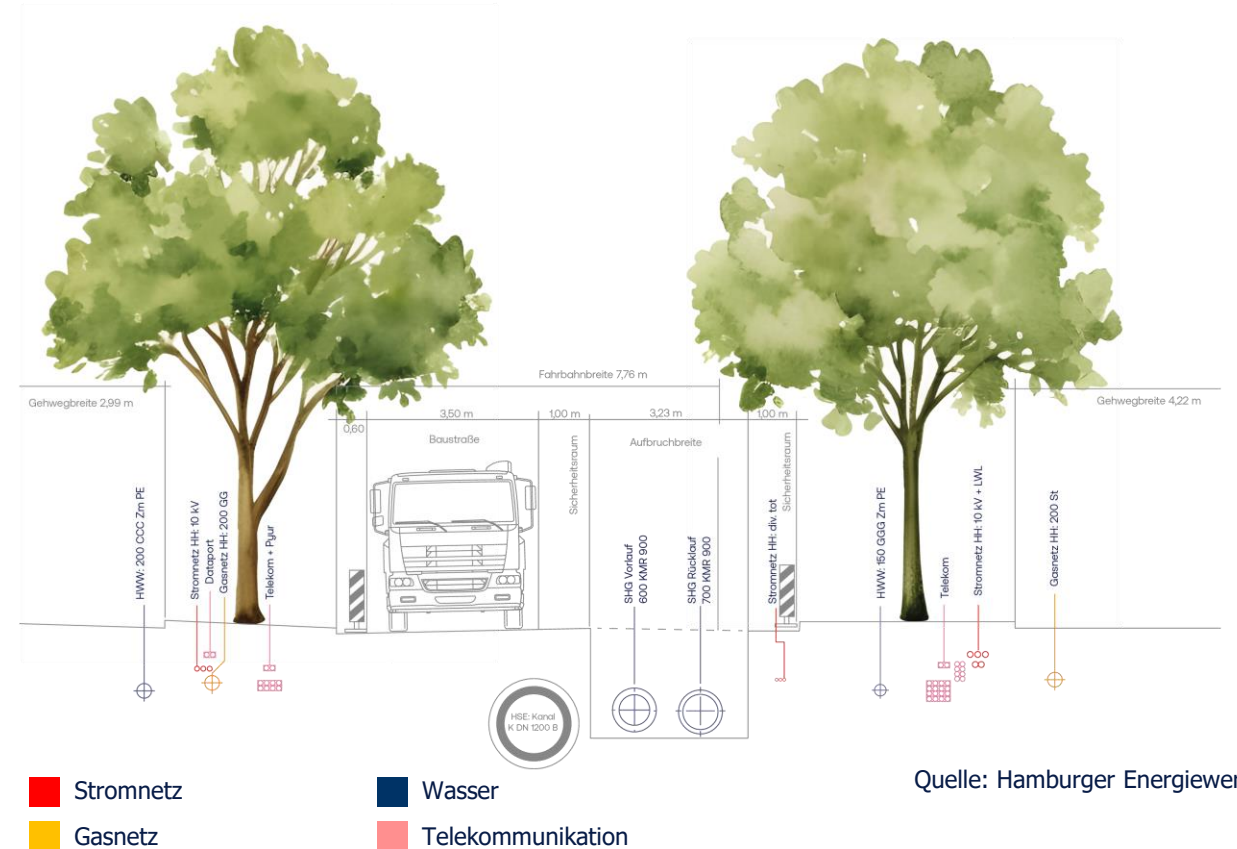 Fahrbahnbreite 7,76 m
Gehwegbreite 2,99 m
Gehwegbreite 4,22 m
0,60
3,50 m
1,00 m
3,23 m
1,00 m
Baustraße
Sicherheitsraum
Aufbruchbreite
Sicherheitsraum
HWW: 200 CCC Zm PE
Stromnetz HH: 10 kV
Dataport
Gasnetz HH: 200 GG
Telekom + Pyur
SHG Vorlauf
600 KMR 900
SHG Rücklauf
700 KMR 900
Stromnetz HH: div. tot
HWW: 150 GGG Zm PE
Telekom
Stromnetz HH: 10 kV + LWL
Gasnetz HH: 200 St
HSE: Kanal
K DN 1200 B
Stromnetz
Wasser
Gasnetz
Telekommunikation
Quelle: Hamburger Energiewer